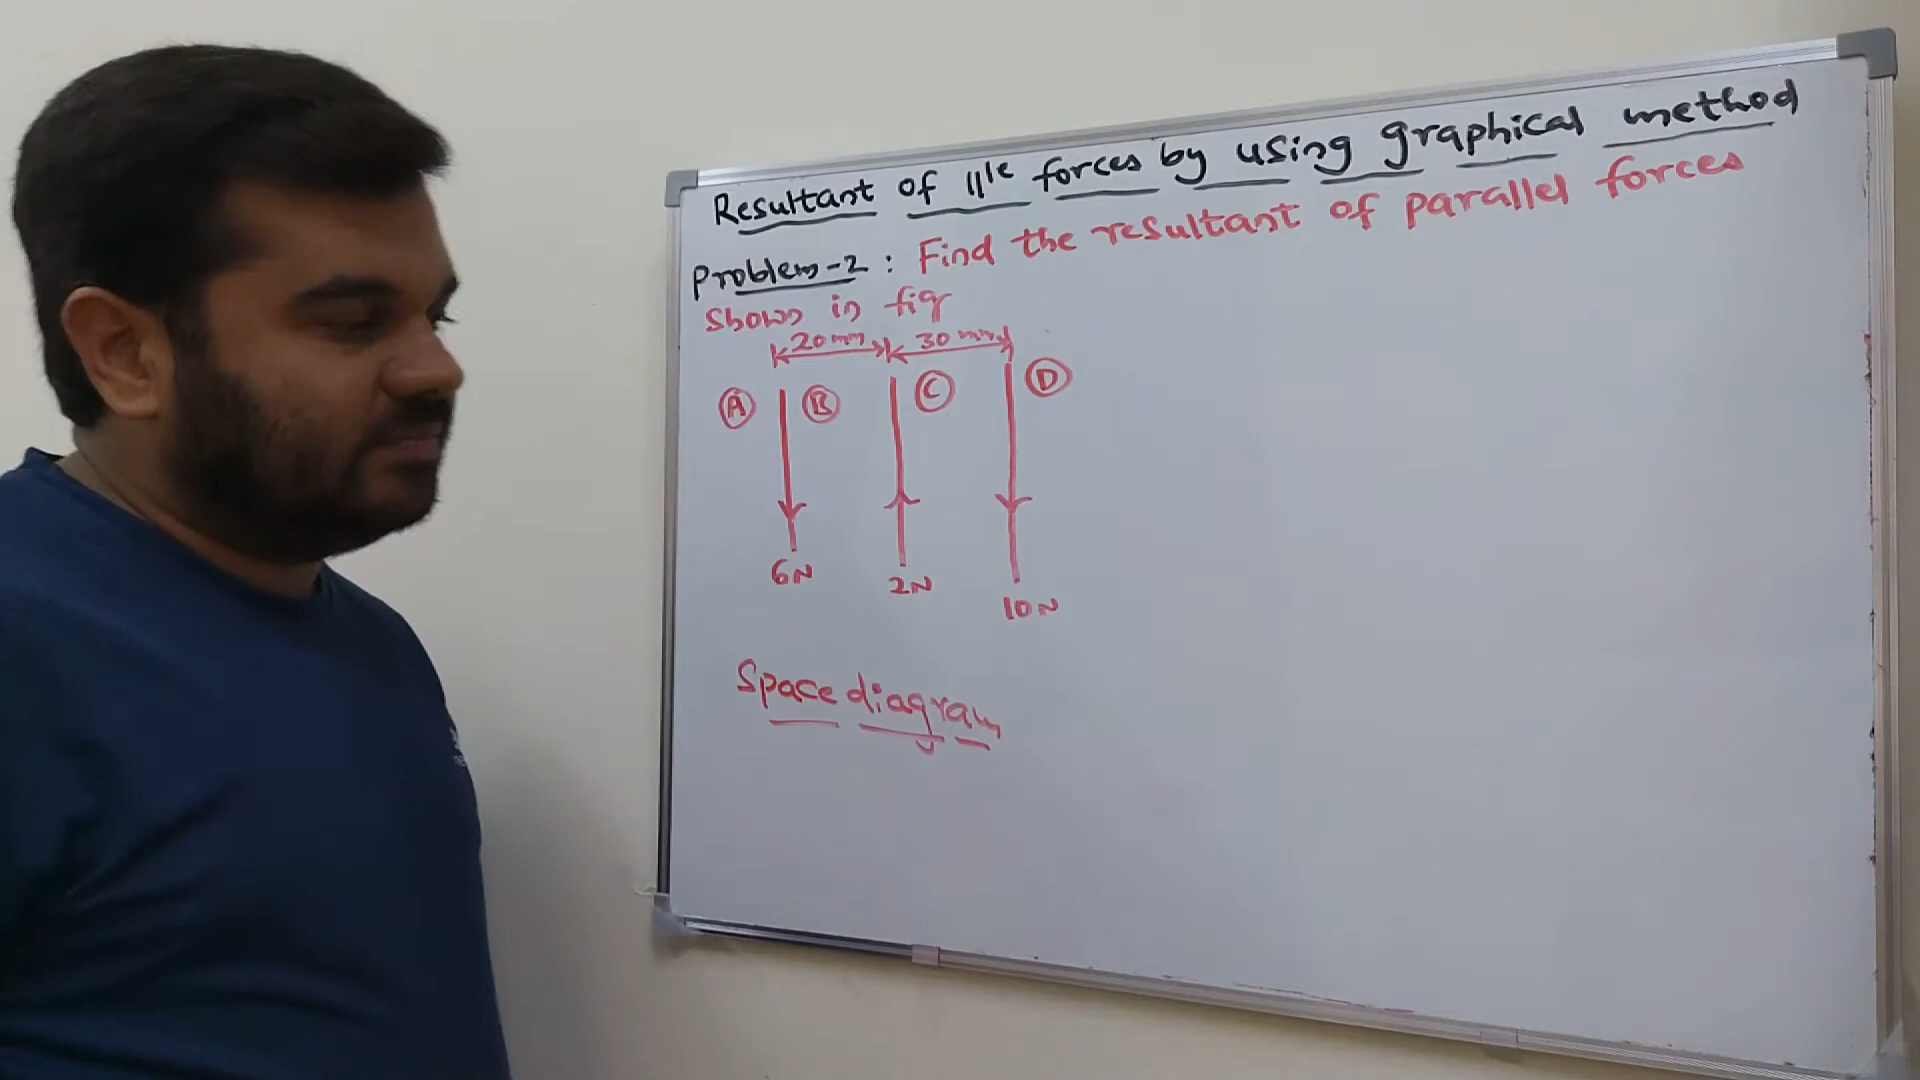 Resultant of 11le forces by using graphical method
Problem-2 : Find the resultant of parallel forces
Shown in fig
20mm 30mm
A B C D
6N 2N 10N
Space diagram